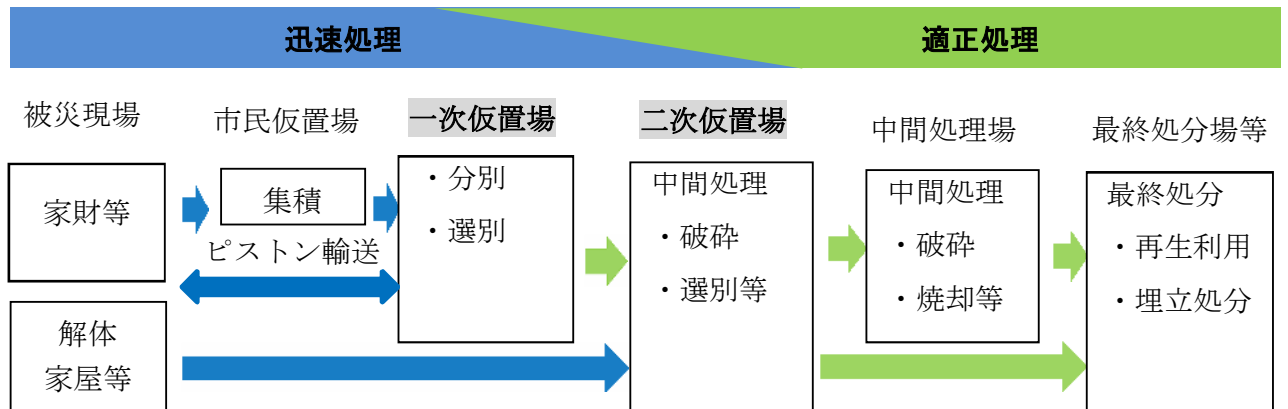 迅速処理
適正処理
被災現場
市民仮置場
一次仮置場
二次仮置場
中間処理場
最終処分場等
家財等
集積
・分別
・選別
ピストン輸送
中間処理
・破砕
・選別等
中間処理
・破砕
・焼却等
最終処分
・再生利用
・埋立処分
解体
家屋等